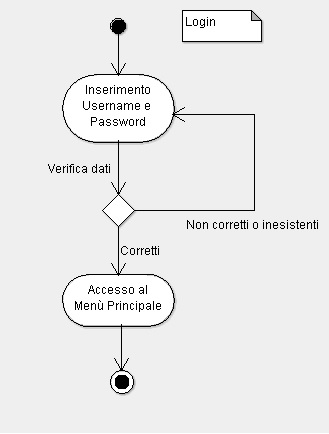 Login
Inserimento
Username e
Password
Verifica dati
Non corretti o inesistenti
Corretti
Accesso al
Menù Principale